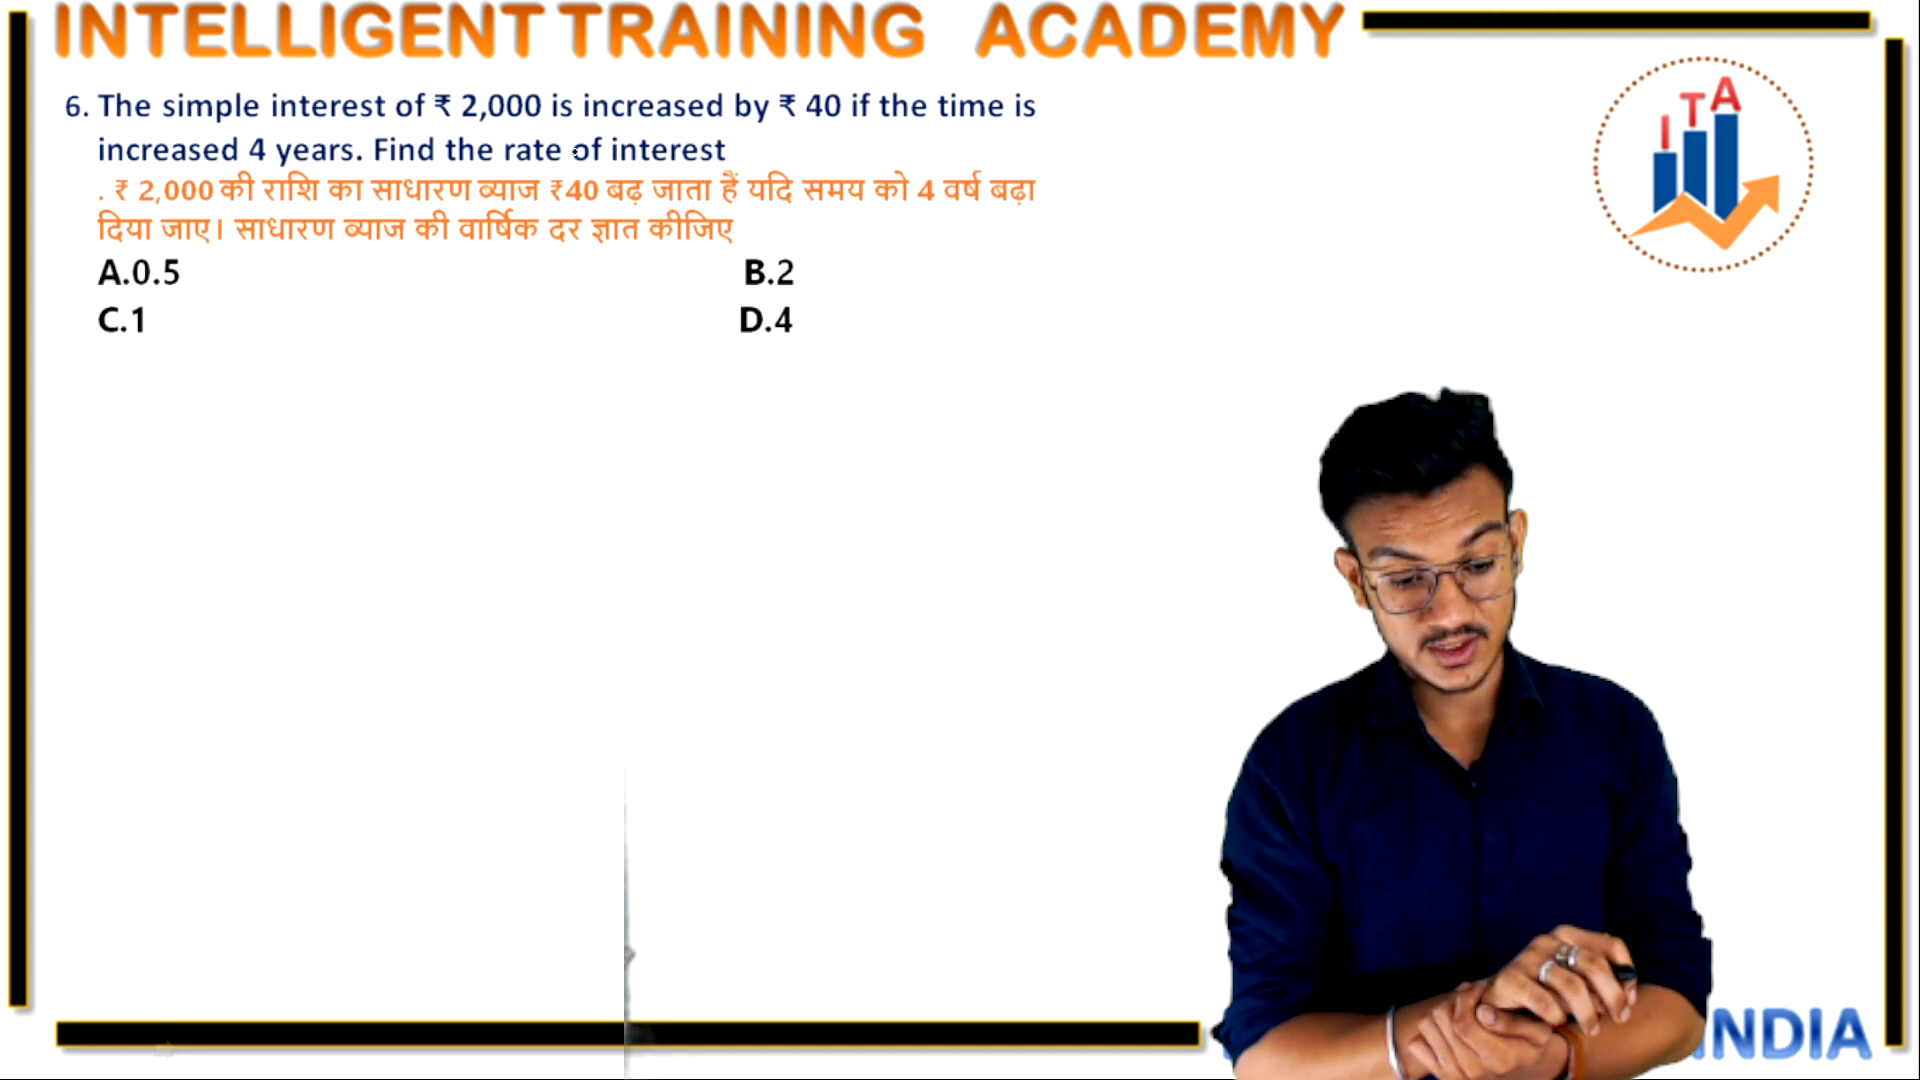 INTELLIGENT TRAINING ACADEMY
I T A
6. The simple interest of ₹ 2,000 is increased by ₹ 40 if the time is
increased 4 years. Find the rate of interest
. ₹ 2,000 की राशि का साधारण ब्याज ₹40 बढ़ जाता हैं यदि समय को 4 वर्ष बढ़ा
दिया जाए। साधारण ब्याज की वार्षिक दर ज्ञात कीजिए
A.0.5 B.2
C.1 D.4
NDIA